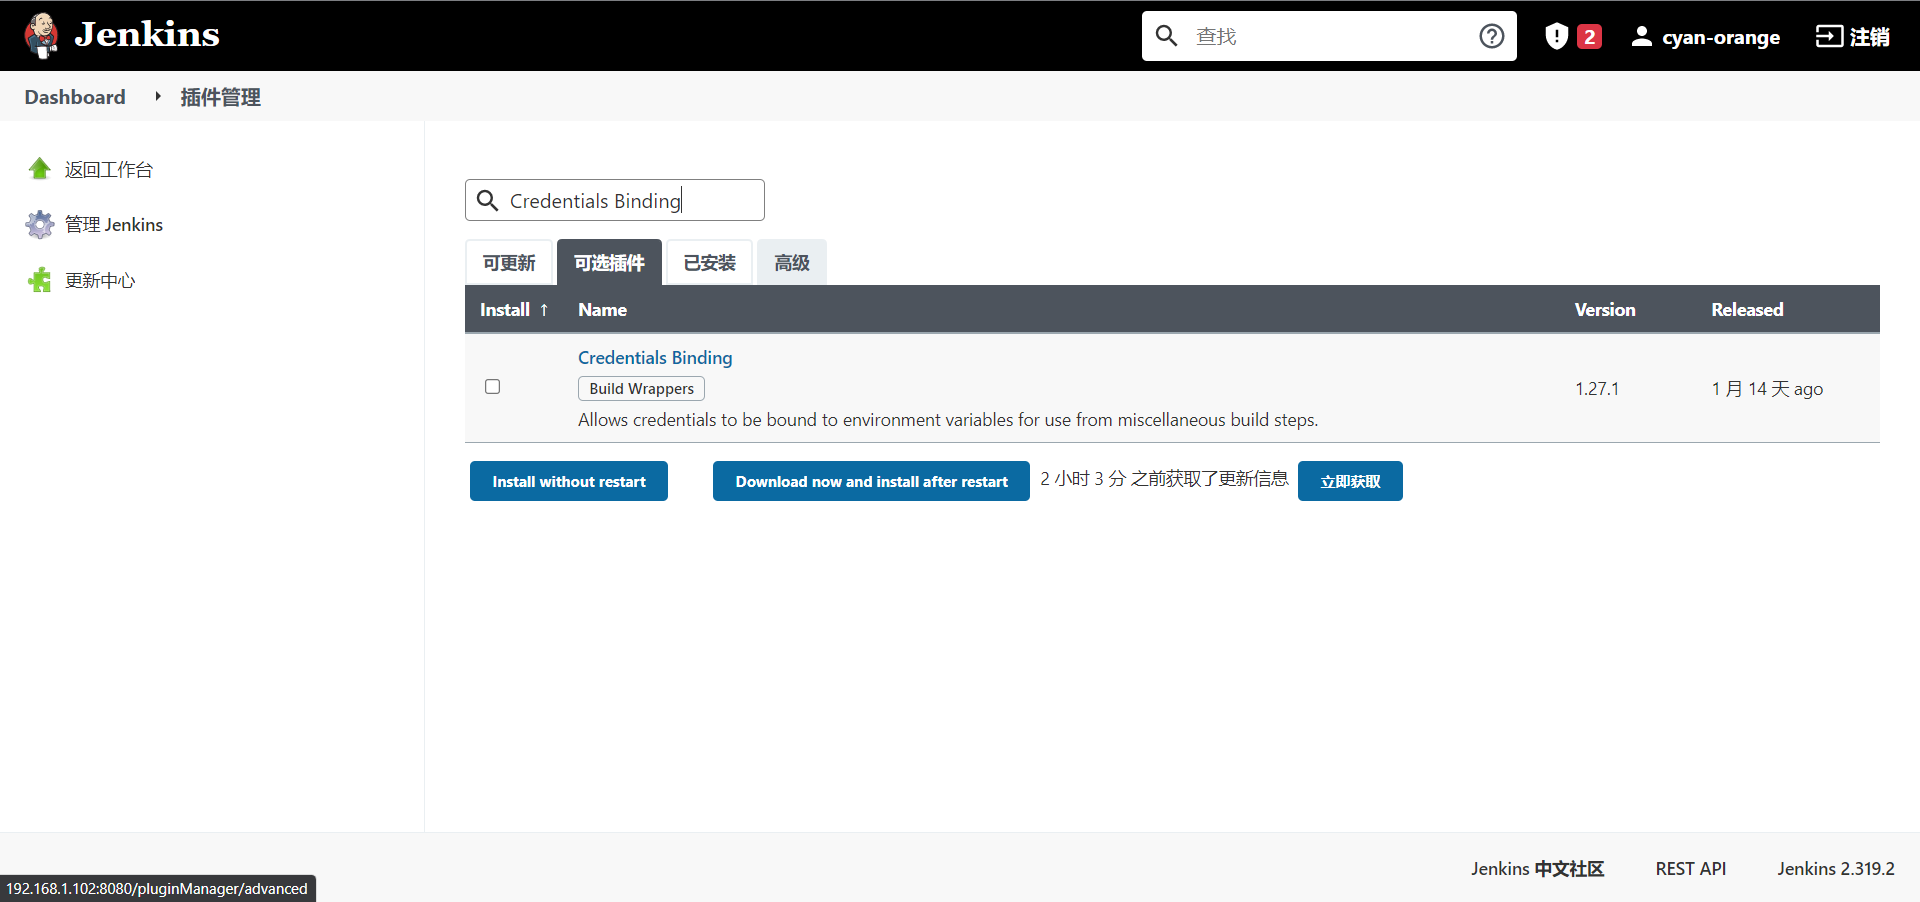 Jenkins
查找
2
cyan-orange
注销
Dashboard
插件管理
返回工作台
管理 Jenkins
更新中心
Credentials Binding
可更新
可选插件
已安装
高级
Install ↑
Name
Version
Released
Credentials Binding
Build Wrappers
Allows credentials to be bound to environment variables for use from miscellaneous build steps.
1.27.1
1 月 14 天 ago
Install without restart
Download now and install after restart
2 小时 3 分 之前获取了更新信息
立即获取
Jenkins 中文社区
REST API
Jenkins 2.319.2
192.168.1.102:8080/pluginManager/advanced